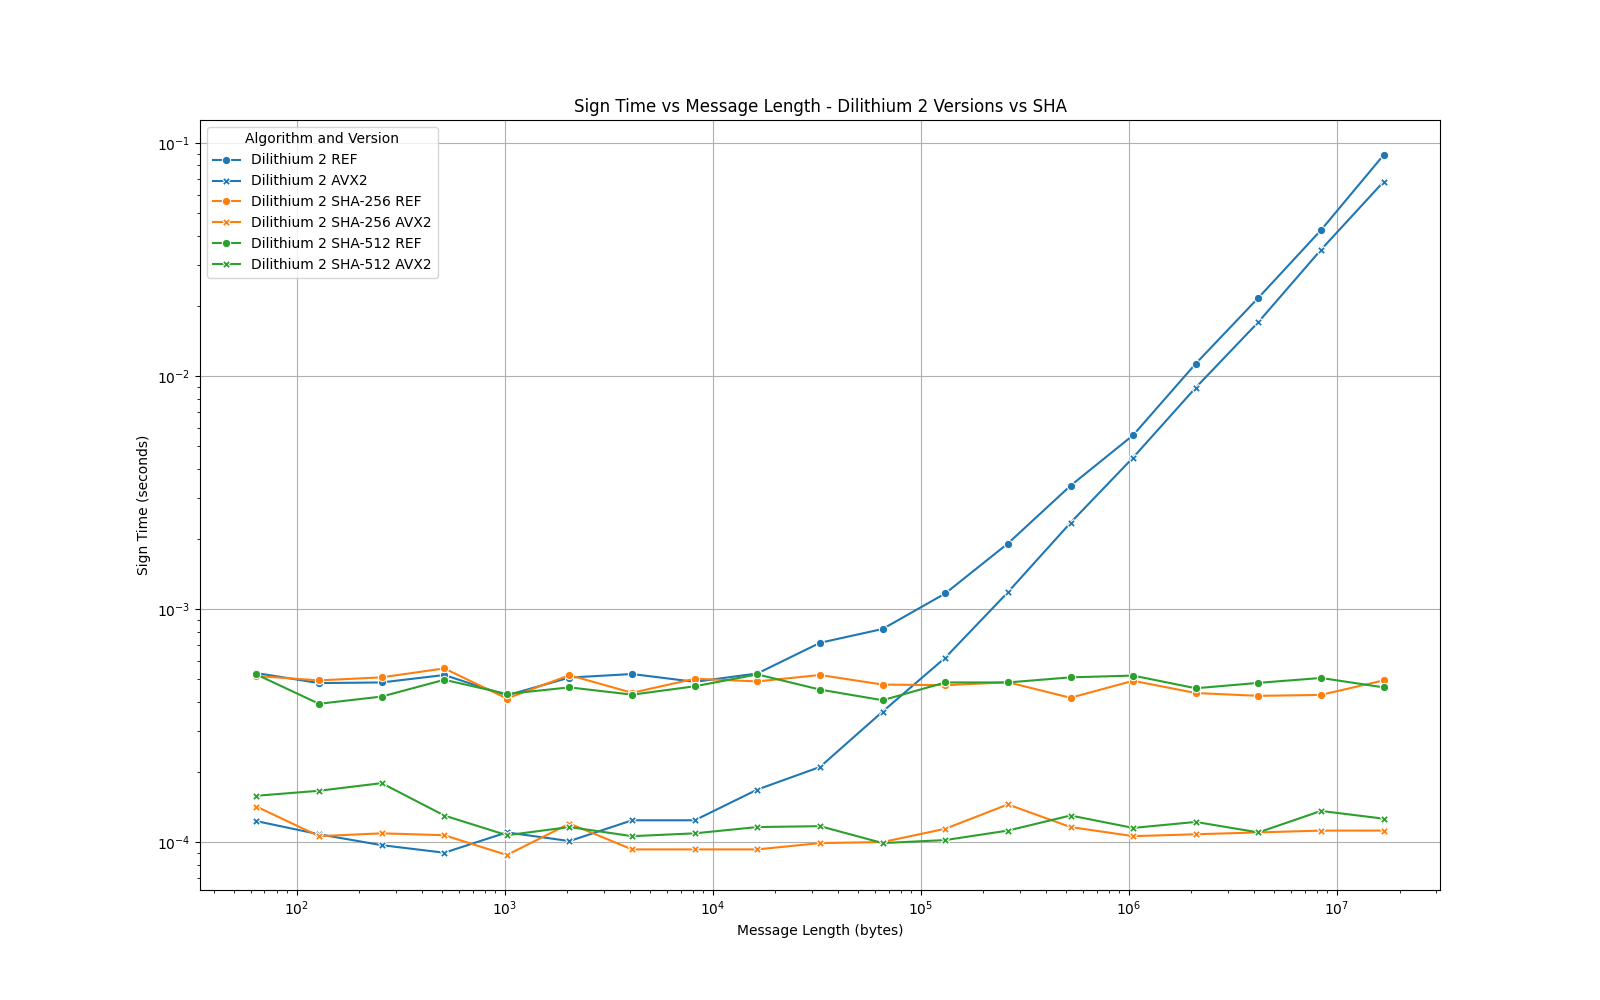 Sign Time vs Message Length - Dilithium 2 Versions vs SHA
Algorithm and Version
Dilithium 2 REF
Dilithium 2 AVX2
Dilithium 2 SHA-256 REF
Dilithium 2 SHA-256 AVX2
Dilithium 2 SHA-512 REF
Dilithium 2 SHA-512 AVX2
Sign Time (seconds)
10⁻¹
10⁻²
10⁻³
10⁻⁴
10² 10³ 10⁴ 10⁵ 10⁶ 10⁷
Message Length (bytes)